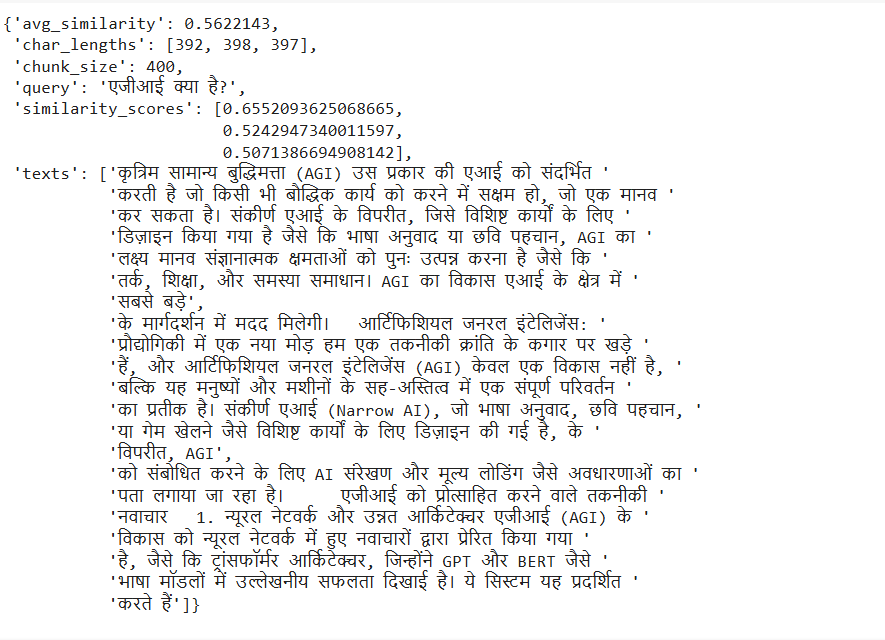 {'avg_similarity': 0.5622143,
'char_lengths': [392, 398, 397],
'chunk_size': 400,
'query': 'एजीआई क्या है?',
'similarity_scores': [0.6552093625068665,
0.5242947340011597,
0.5071386694908142],
'texts': ['कृत्रिम सामान्य बुद्धिमत्ता (AGI) उस प्रकार की एआई को संदर्भित '
'करती है जो किसी भी बौद्धिक कार्य को करने में सक्षम हो, जो एक मानव '
'कर सकता है। संकीर्ण एआई के विपरीत, जिसे विशिष्ट कार्यों के लिए '
'डिज़ाइन किया गया है जैसे कि भाषा अनुवाद या छवि पहचान, AGI का '
'लक्ष्य मानव संज्ञानात्मक क्षमताओं को पुनः उत्पन्न करना है जैसे कि '
'तर्क, शिक्षा, और समस्या समाधान। AGI का विकास एआई के क्षेत्र में '
'सबसे बड़े',
'के मार्गदर्शन में मदद मिलेगी।   आर्टिफिशियल जनरल इंटेलिजेंस: '
'प्रौद्योगिकी में एक नया मोड़ हम एक तकनीकी क्रांति के कगार पर खड़े '
'हैं, और आर्टिफिशियल जनरल इंटेलिजेंस (AGI) केवल एक विकास नहीं है, '
'बल्कि यह मनुष्यों और मशीनों के सह-अस्तित्व में एक संपूर्ण परिवर्तन '
'का प्रतीक है। संकीर्ण एआई (Narrow AI), जो भाषा अनुवाद, छवि पहचान, '
'या गेम खेलने जैसे विशिष्ट कार्यों के लिए डिज़ाइन की गई है, के '
'विपरीत, AGI',
'को संबोधित करने के लिए AI संरेखण और मूल्य लोडिंग जैसे अवधारणाओं का '
'पता लगाया जा रहा है।      एजीआई को प्रोत्साहित करने वाले तकनीकी '
'नवाचार   1. न्यूरल नेटवर्क और उन्नत आर्किटेक्चर एजीआई (AGI) के '
'विकास को न्यूरल नेटवर्क में हुए नवाचारों द्वारा प्रेरित किया गया '
'है, जैसे कि ट्रांसफॉर्मर आर्किटेक्चर, जिन्होंने GPT और BERT जैसे '
'भाषा मॉडलों में उल्लेखनीय सफलता दिखाई है। ये सिस्टम यह प्रदर्शित '
'करते हैं']}